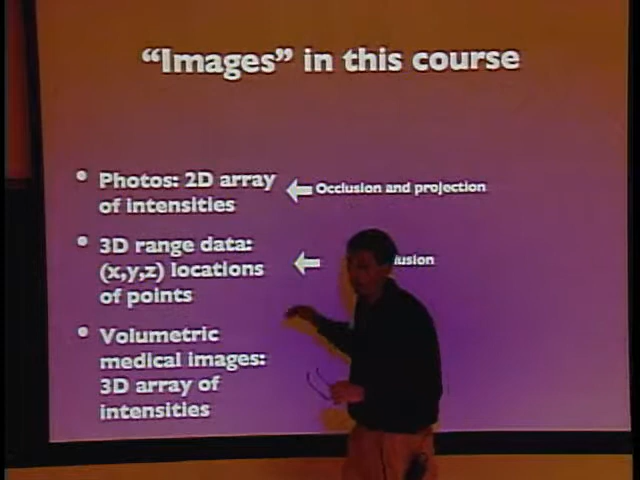 “Images” in this course
• Photos: 2D array
of intensities
Occlusion and projection
• 3D range data:
(x,y,z) locations
of points
• Volumetric
medical images:
3D array of
intensities